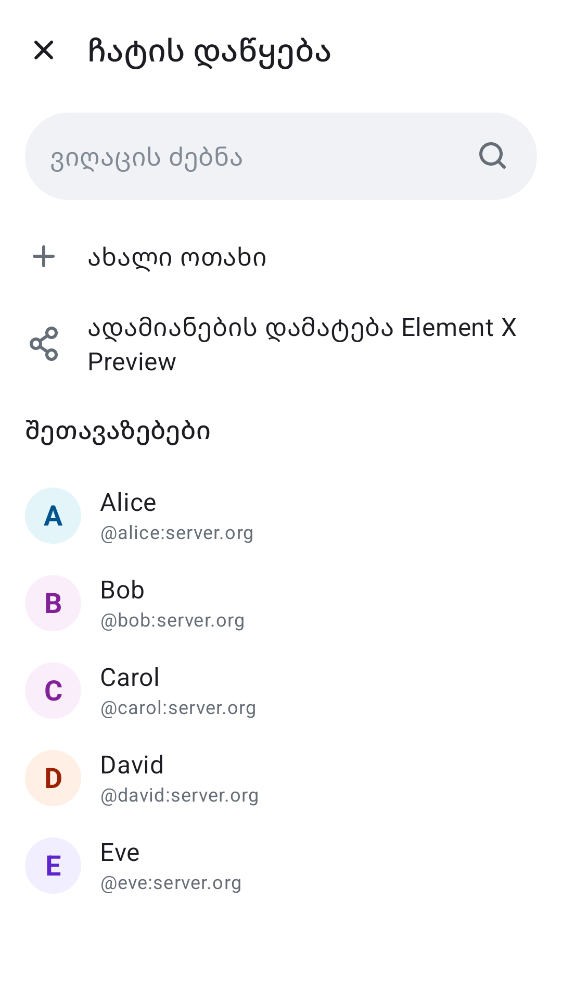 ჩატის დაწყება
ვიღაცის ძებნა
ახალი ოთახი
ადამიანების დამატება Element X
Preview
შეთავაზებები
A
Alice
@alice:server.org
B
Bob
@bob:server.org
C
Carol
@carol:server.org
D
David
@david:server.org
E
Eve
@eve:server.org